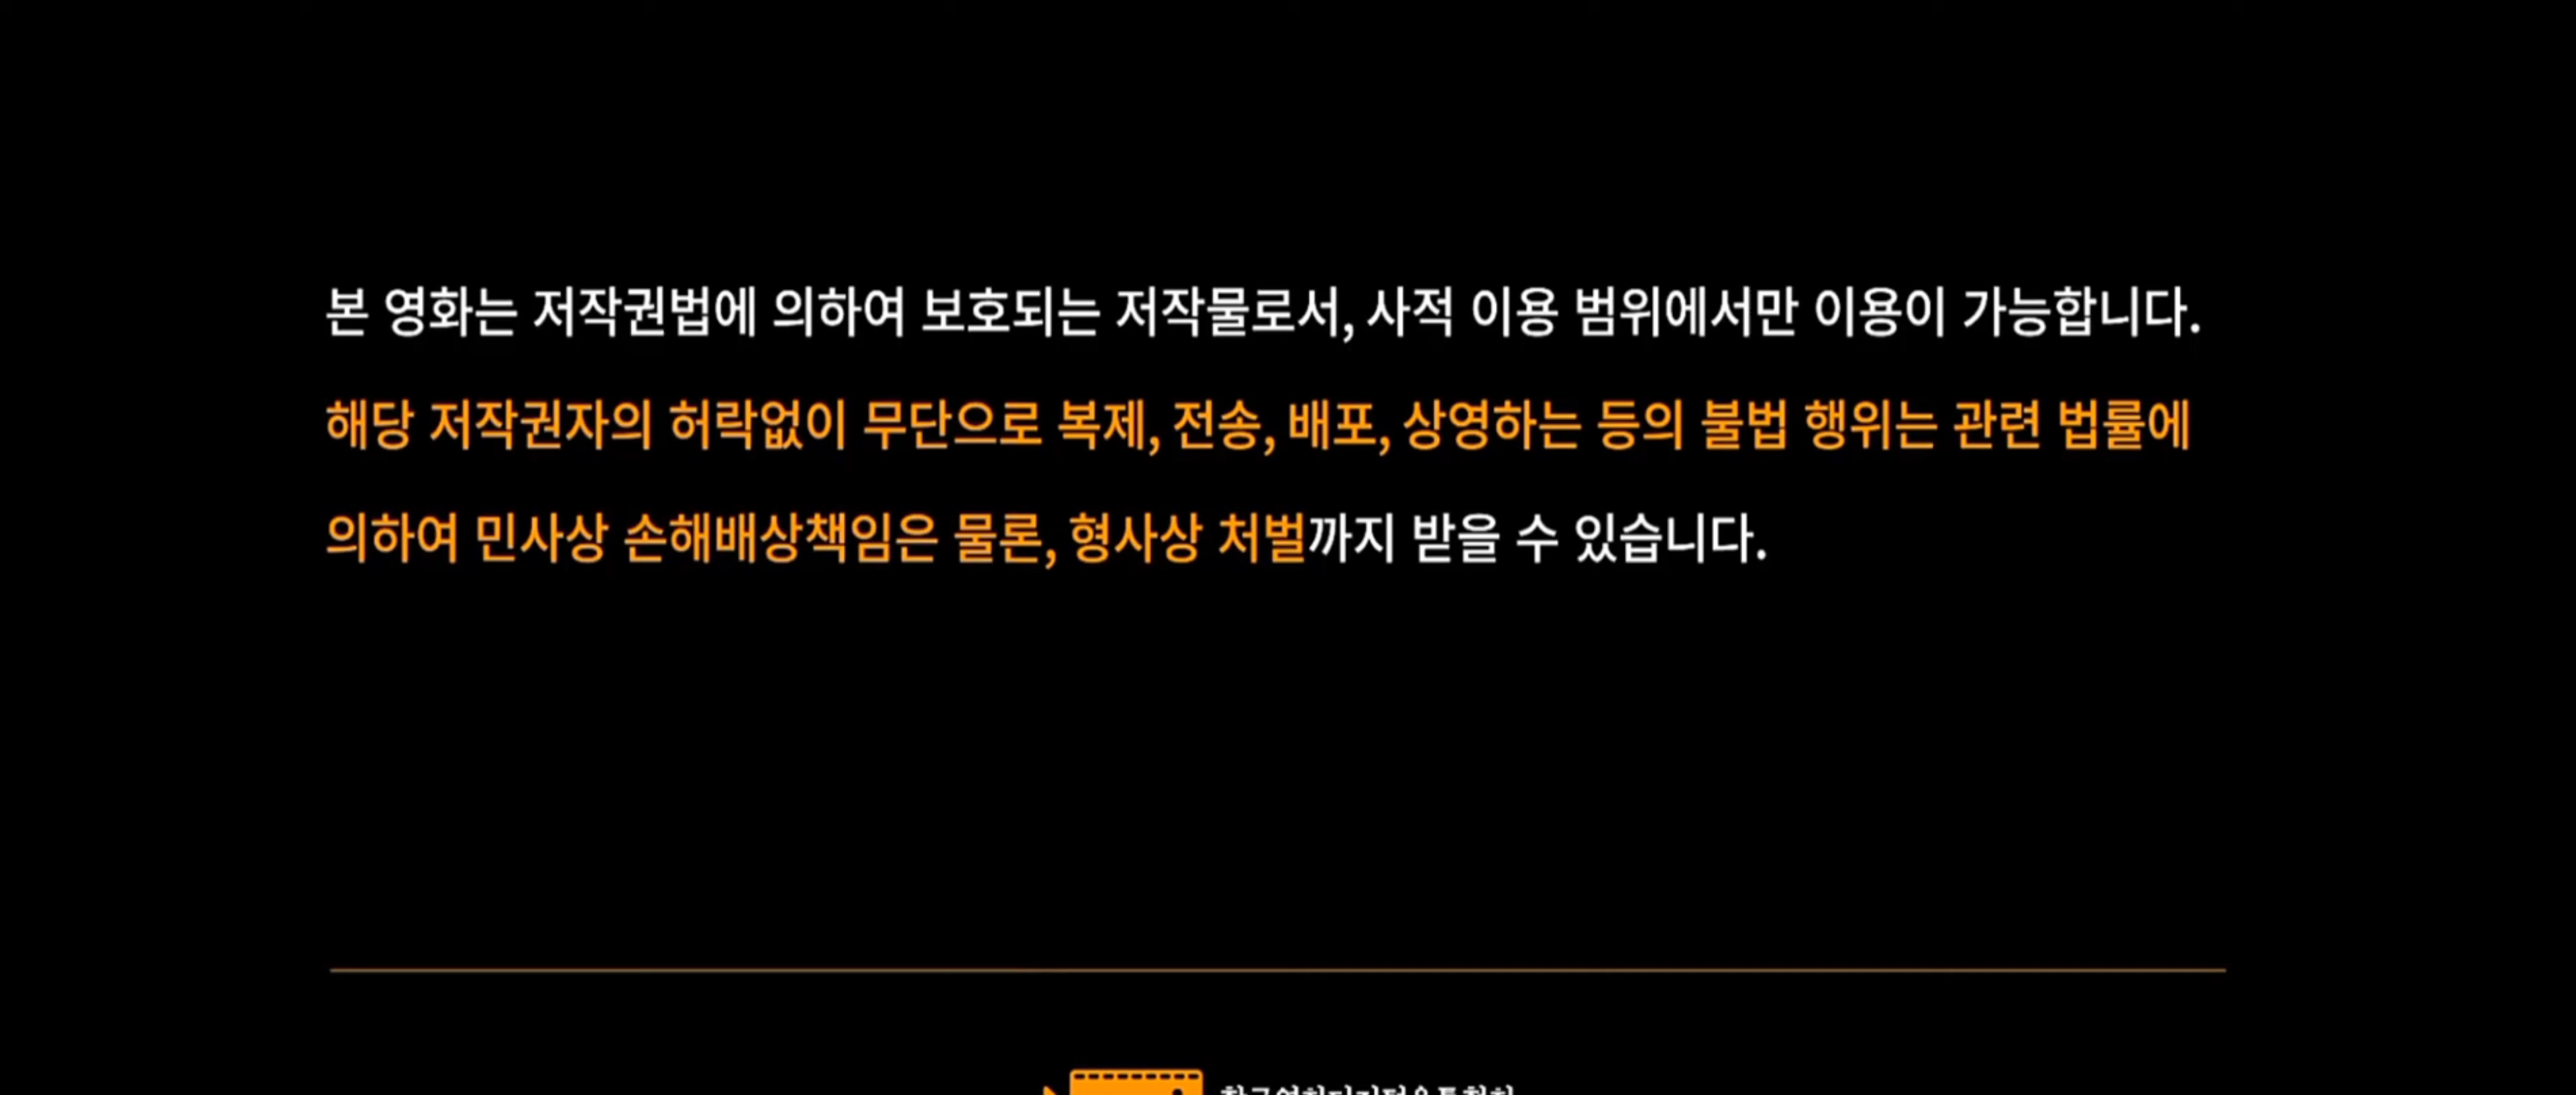 본 영화는 저작권법에 의하여 보호되는 저작물로서, 사적 이용 범위에서만 이용이 가능합니다.
해당 저작권자의 허락없이 무단으로 복제, 전송, 배포, 상영하는 등의 불법 행위는 관련 법률에
의하여 민사상 손해배상책임은 물론, 형사상 처벌까지 받을 수 있습니다.